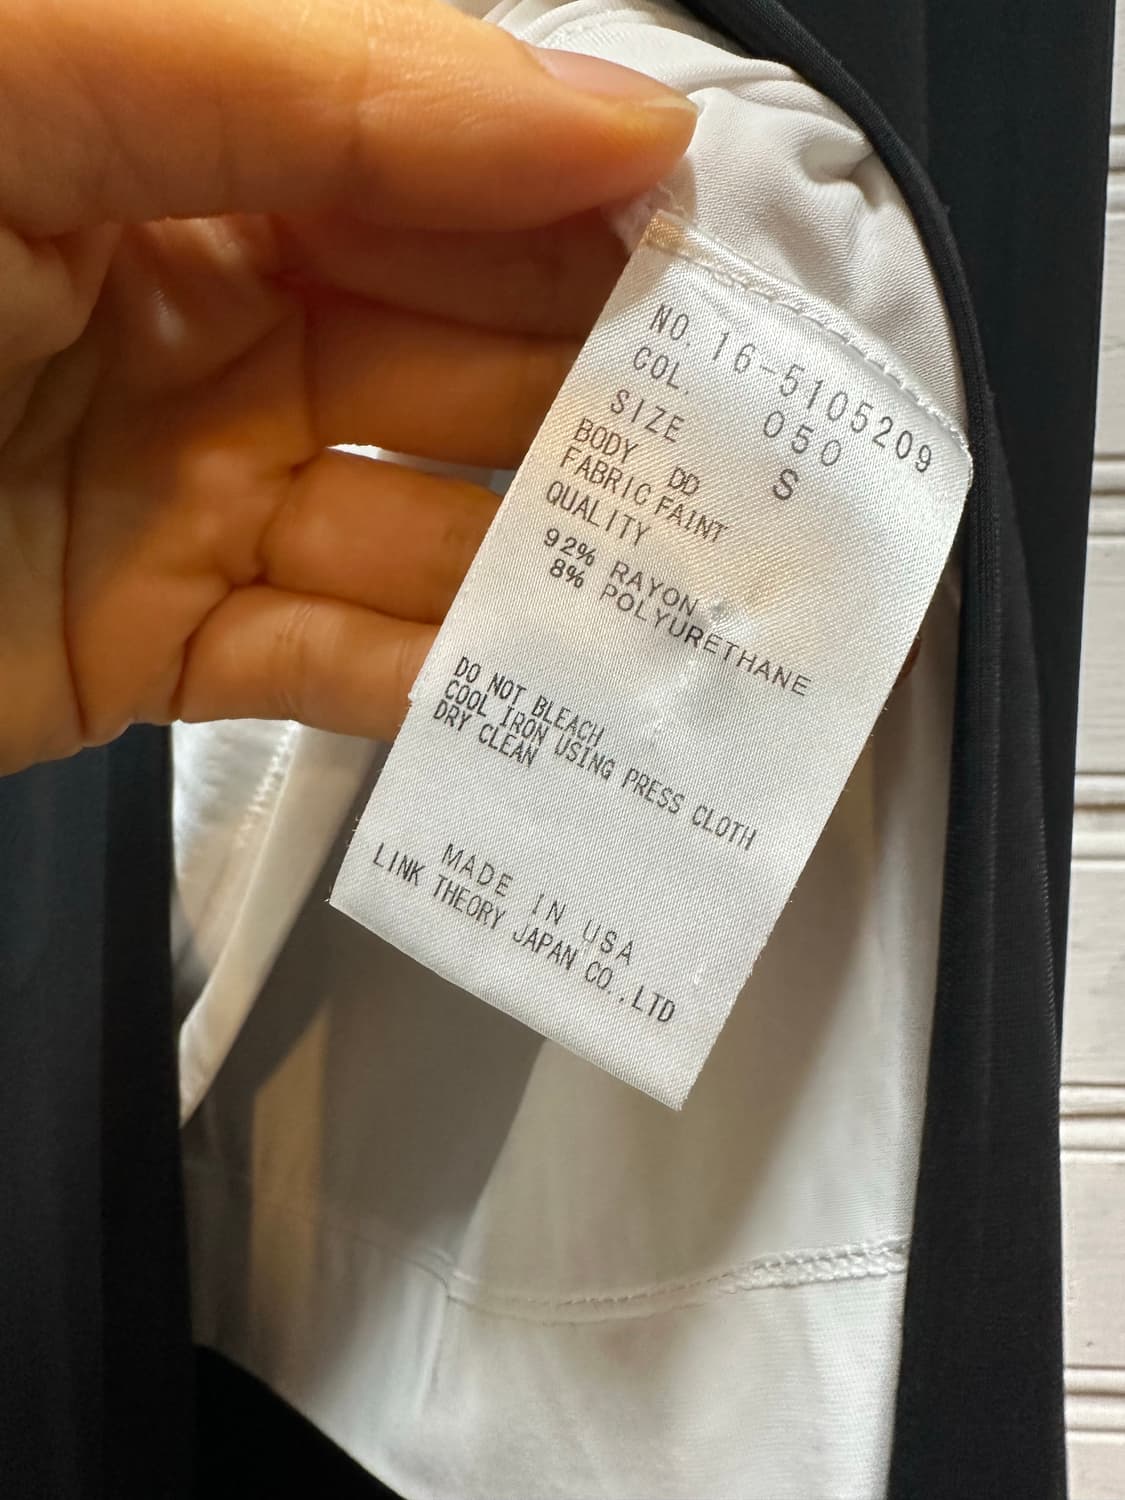 NO. 16-5105209
COL. 050
SIZE S
BODY DD
FABRIC FAINT
QUALITY
92% RAYON
8% POLYURETHANE
DO NOT BLEACH
COOL IRON USING PRESS CLOTH
DRY CLEAN
MADE IN USA
LINK THEORY JAPAN CO.,LTD